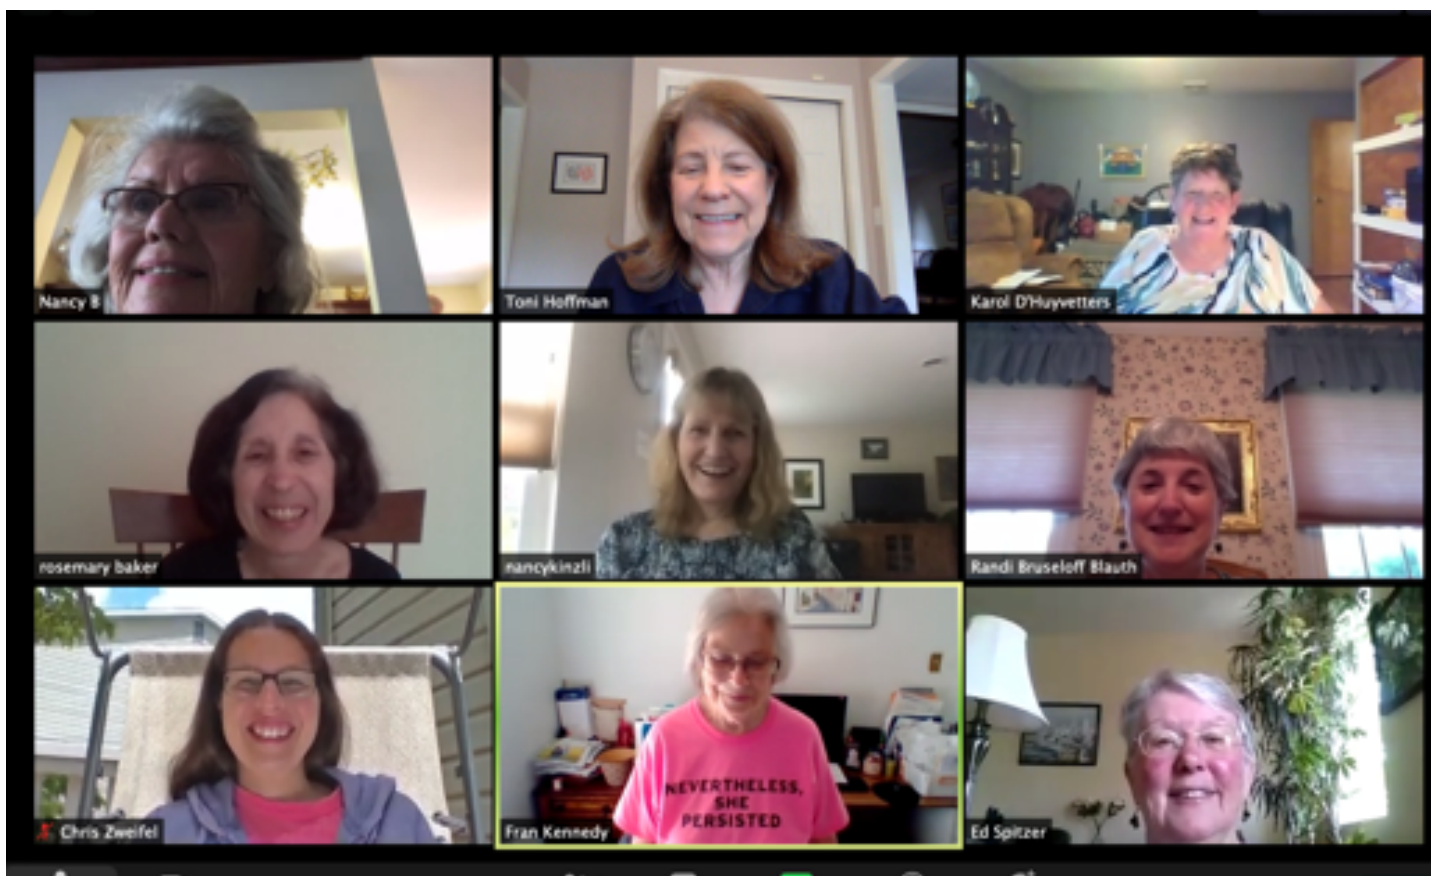 Nancy B
Toni Hoffman
Karol D'Huyvetters
rosemary baker
nancykinzli
Randi Bruseloff Blauth
Chris Zweifel
Fran Kennedy
NEVERTHELESS,
SHE
PERSISTED
Ed Spitzer